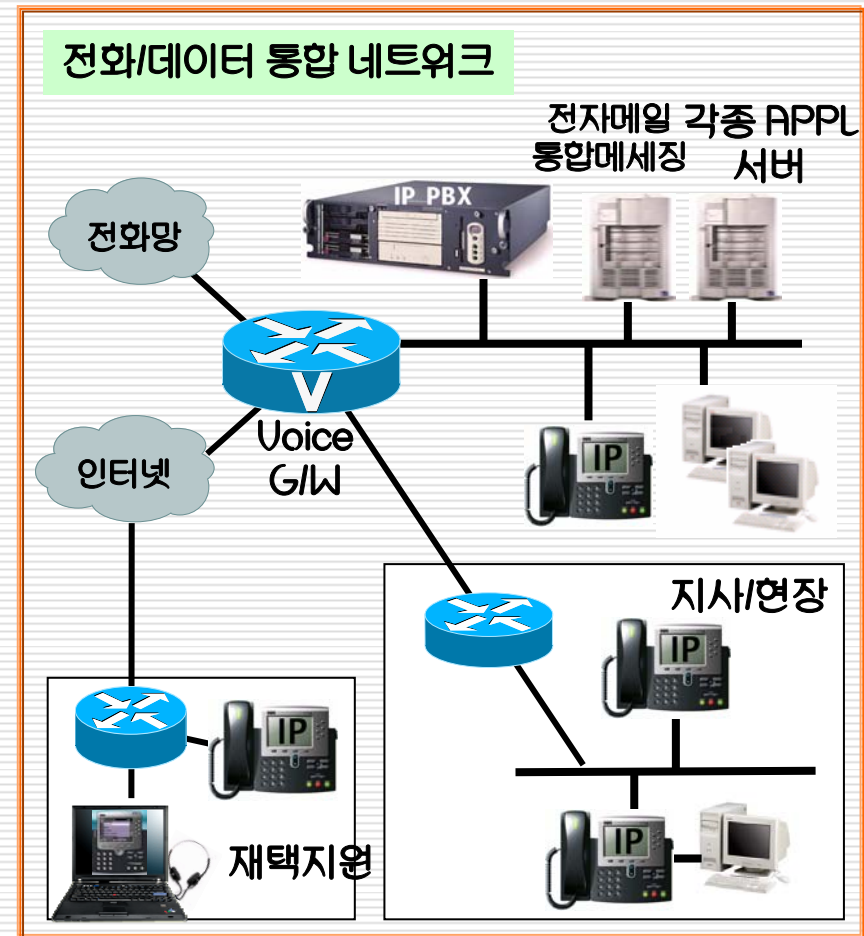 전화/데이터 통합 네트워크
전자메일
통합메세징
각종 APPL
서버
IP PBX
전화망
V
Voice
G/W
인터넷
IP
지사/현장
IP
IP
재택지원
IP